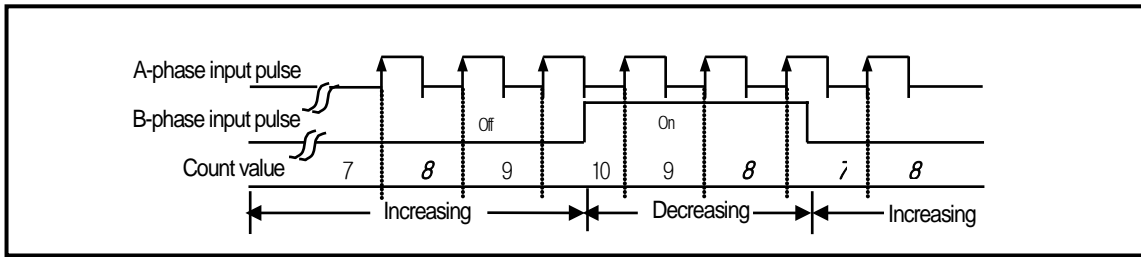 A-phase input pulse
B-phase input pulse
Off
On
Count value
7 8 9 10 9 8 7 8
Increasing
Decreasing
Increasing